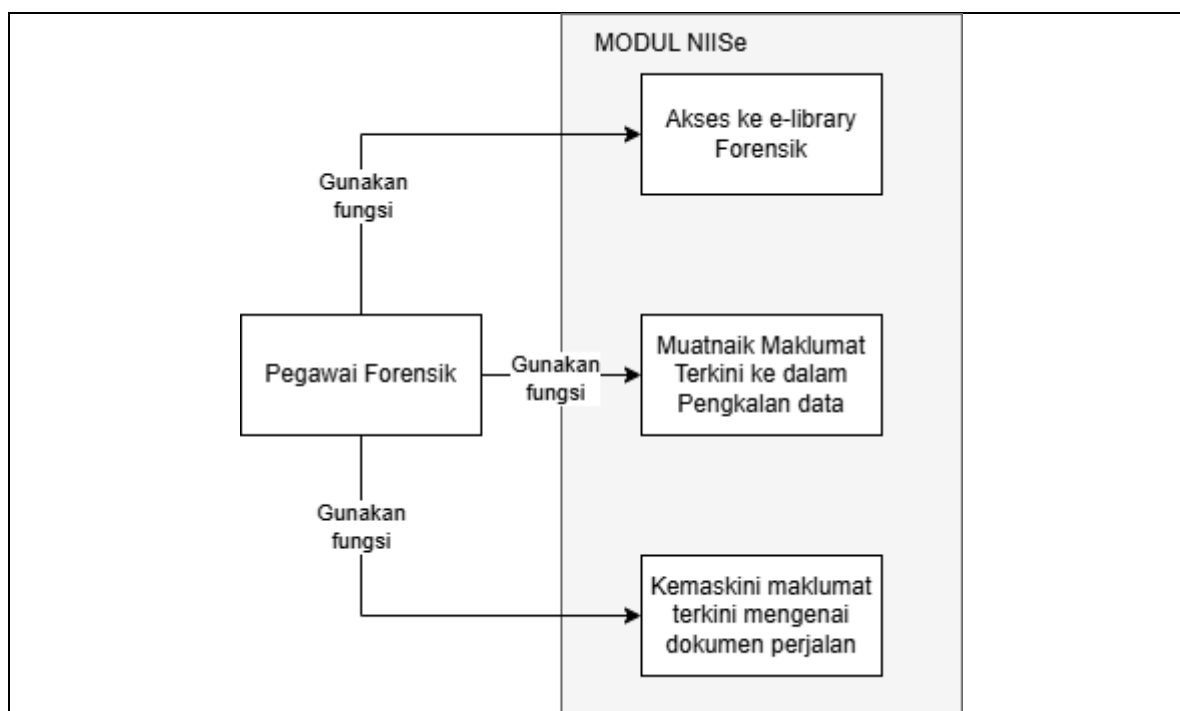 MODUL NIISe
Akses ke e-library
Forensik
Gunakan
fungsi
Pegawai Forensik
Gunakan
fungsi
Muatnaik Maklumat
Terkini ke dalam
Pengkalan data
Gunakan
fungsi
Kemaskini maklumat
terkini mengenai
dokumen perjalan